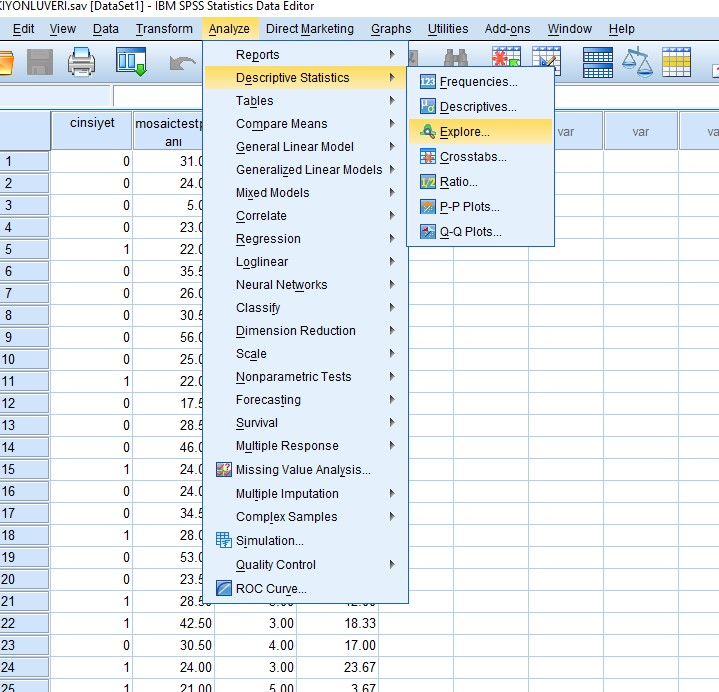 KIYONLUVERI.sav [DataSet1] - IBM SPSS Statistics Data Editor
Edit View Data Transform Analyze Direct Marketing Graphs Utilities Add-ons Window Help
Reports
Descriptive Statistics
Tables
Compare Means
General Linear Model
Generalized Linear Models
Mixed Models
Correlate
Regression
Loglinear
Neural Networks
Classify
Dimension Reduction
Scale
Nonparametric Tests
Forecasting
Survival
Multiple Response
Missing Value Analysis...
Multiple Imputation
Complex Samples
Simulation...
Quality Control
ROC Curve...
123 Frequencies...
Descriptives...
Explore...
Crosstabs...
1/2 Ratio...
P-P Plots...
Q-Q Plots...
cinsiyet mosaictestp anı var var va
1 0 31.0
2 0 24.0
3 0 5.0
4 0 23.0
5 1 22.0
6 0 35.5
7 0 26.0
8 0 30.5
9 0 56.0
10 0 25.0
11 1 22.0
12 0 17.5
13 0 28.5
14 0 46.0
15 1 24.0
16 0 24.0
17 0 34.5
18 1 28.0
19 0 53.0
20 0 23.5
21 1 28.50
22 1 42.50 3.00 18.33
23 0 30.50 4.00 17.00
24 1 24.00 3.00 23.67
25 1 21.00 5.00 3.67